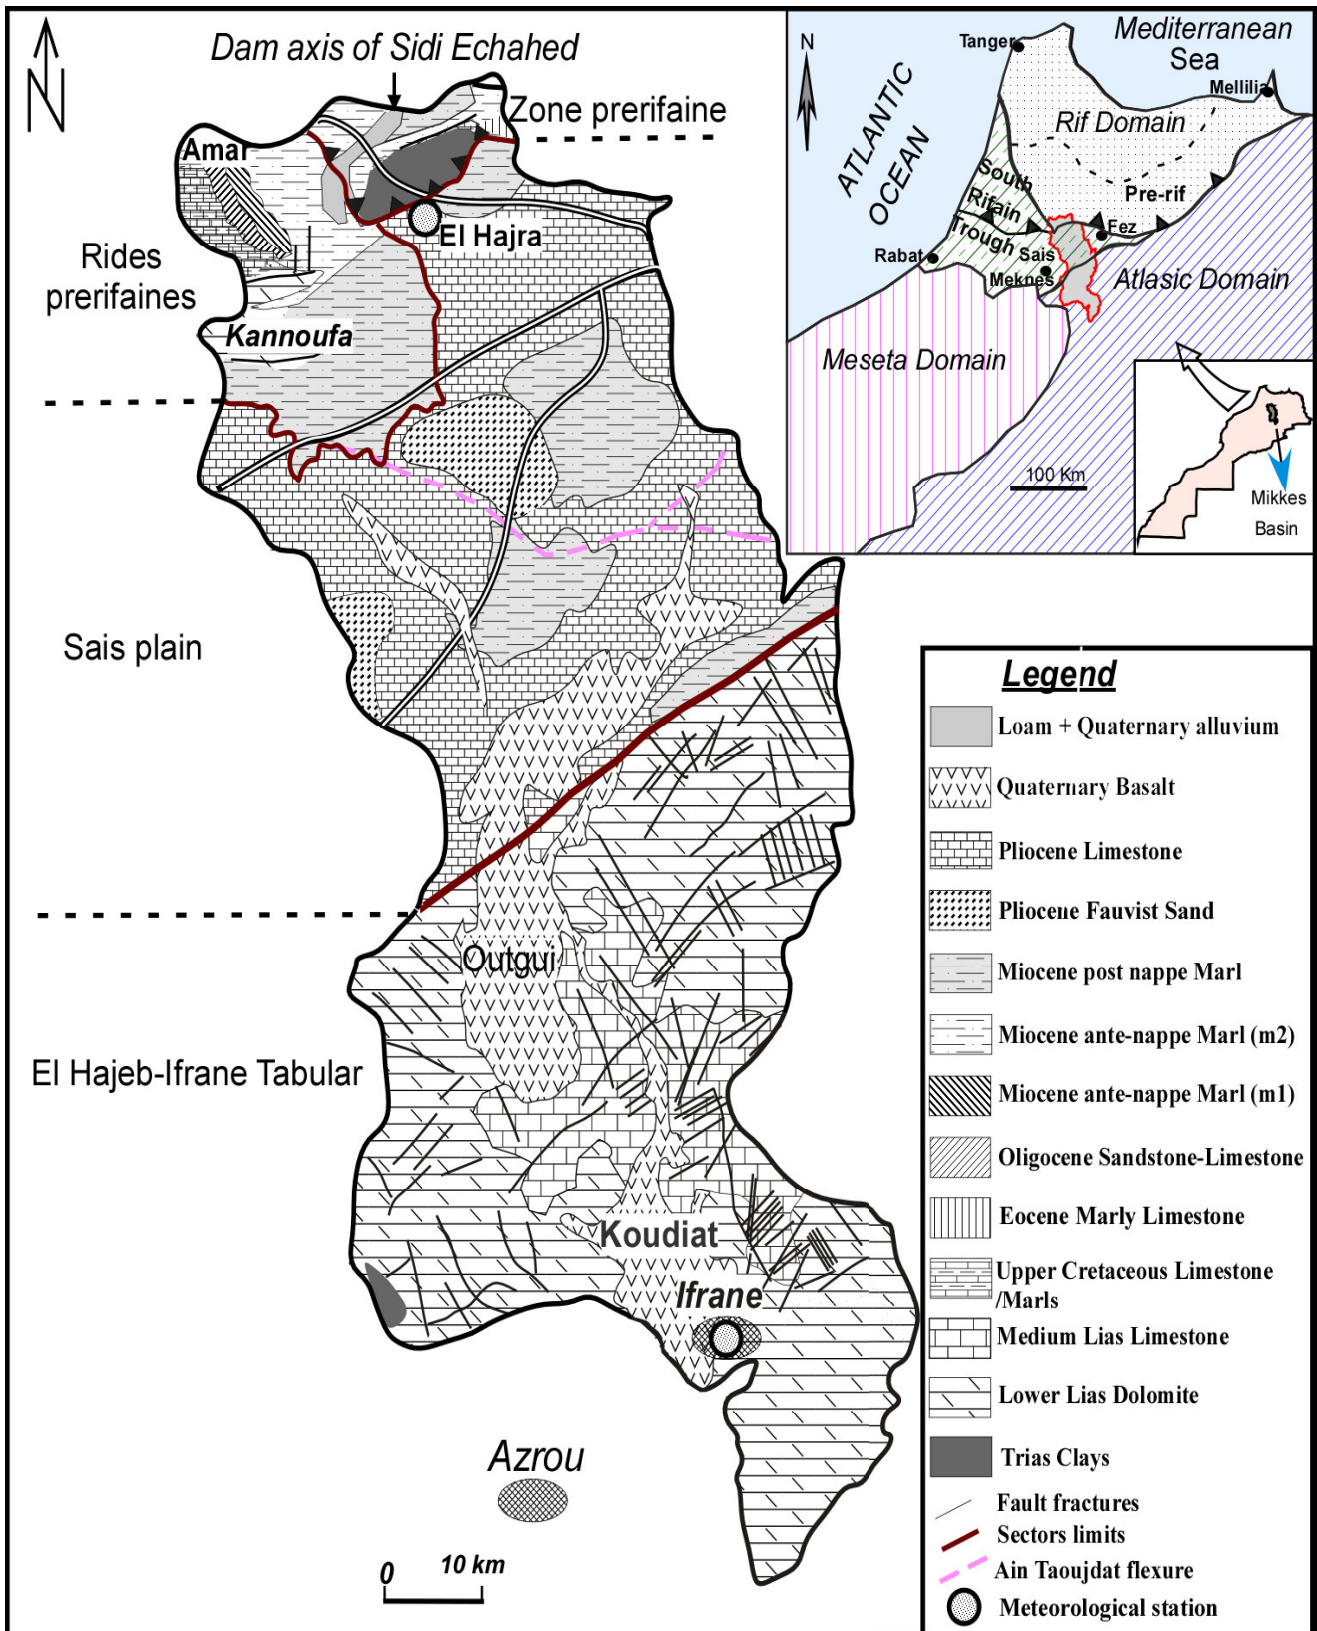 N
Dam axis of Sidi Echahed
Zone prerifaine
Amar
El Hajra
Rides
prerifaines
Kannoufa
Sais plain
Outgui
El Hajeb-Ifrane Tabular
Koudiat
Ifrane
Azrou
0 10 km
N
Tanger
Mediterranean
Sea
Mellilia
ATLANTIC
OCEAN
Rif Domain
South
Rifain
Trough
Pre-rif
Fez
Rabat
Sais
Meknes
Atlasic Domain
Meseta Domain
100 Km
Mikkes
Basin
Legend
Loam + Quaternary alluvium
Quaternary Basalt
Pliocene Limestone
Pliocene Fauvist Sand
Miocene post nappe Marl
Miocene ante-nappe Marl (m2)
Miocene ante-nappe Marl (m1)
Oligocene Sandstone-Limestone
Eocene Marly Limestone
Upper Cretaceous Limestone
/Marls
Medium Lias Limestone
Lower Lias Dolomite
Trias Clays
Fault fractures
Sectors limits
Ain Taoujdat flexure
Meteorological station